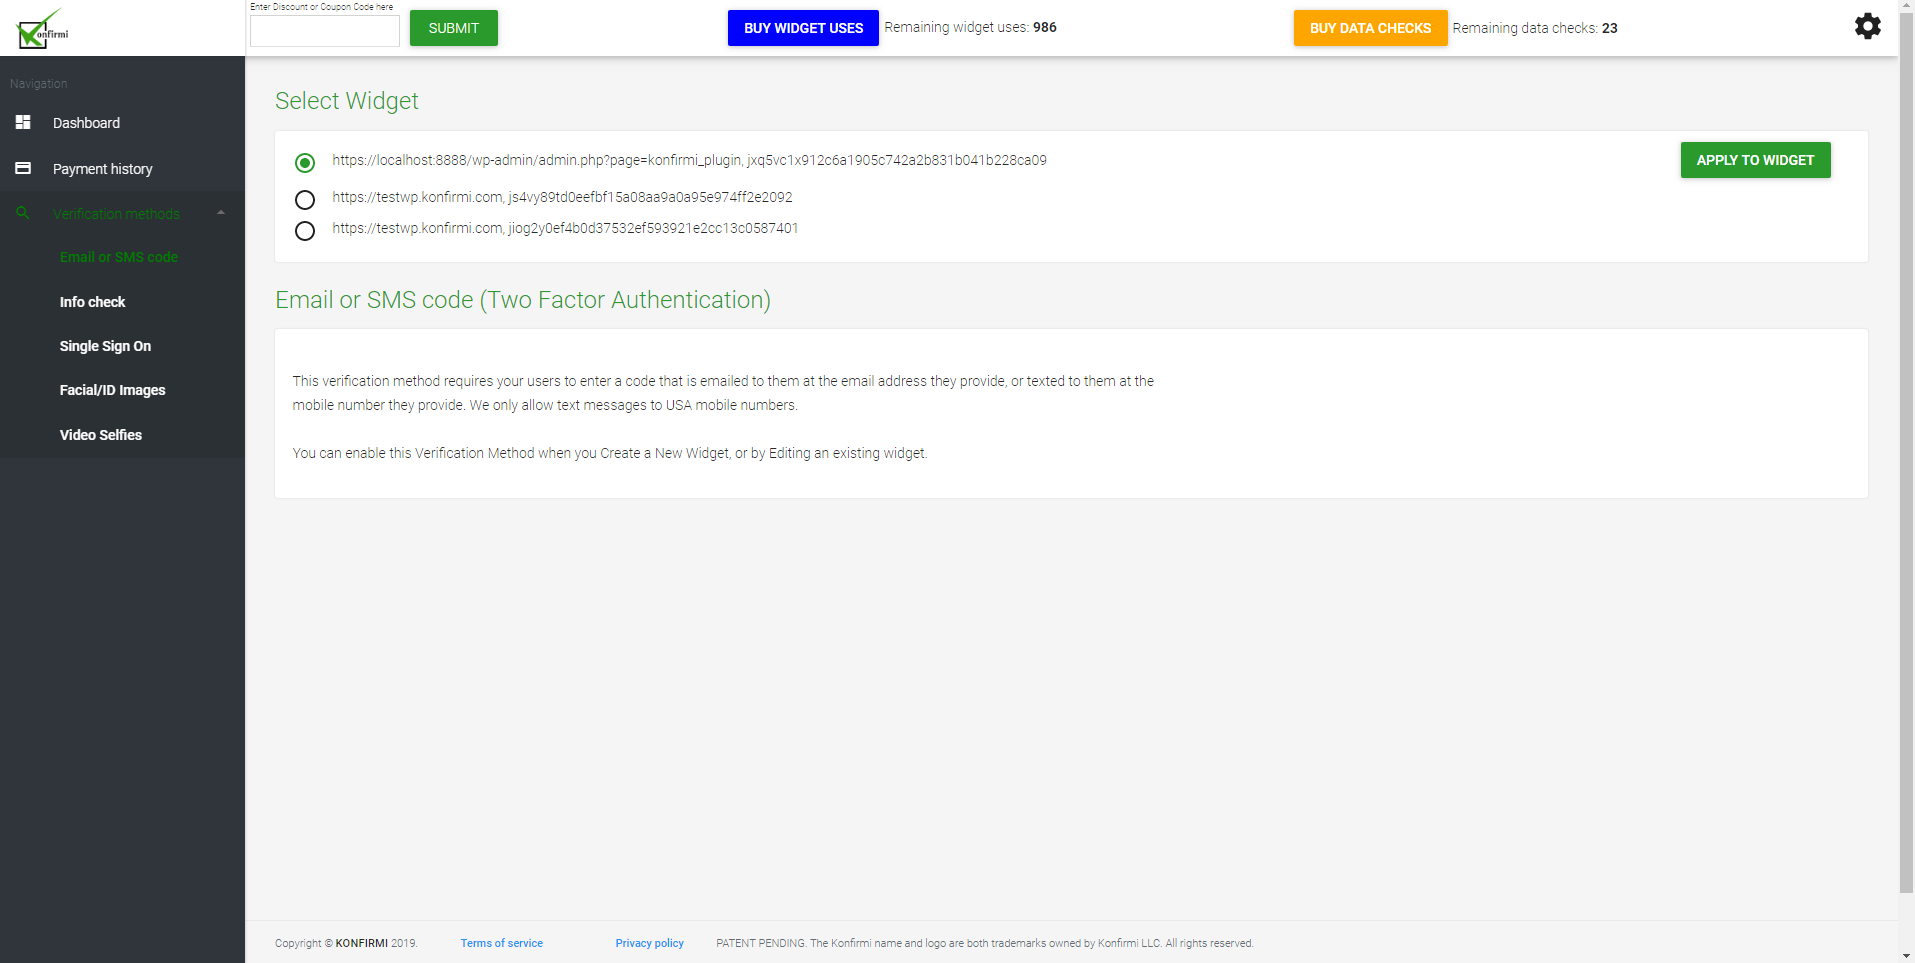 Konfirmi
Enter Discount or Coupon Code here
SUBMIT
BUY WIDGET USES Remaining widget uses: 986
BUY DATA CHECKS Remaining data checks: 23
Navigation
Dashboard
Payment history
Verification methods
Email or SMS code
Info check
Single Sign On
Facial/ID Images
Video Selfies
Select Widget
https://localhost:8888/wp-admin/admin.php?page=konfirmi_plugin, jxq5vc1x912c6a1905c742a2b831b041b228ca09
APPLY TO WIDGET
https://testwp.konfirmi.com, js4vy89td0eefbf15a08aa9a0a95e974ff2e2092
https://testwp.konfirmi.com, jiog2y0ef4b0d37532ef593921e2cc13c0587401
Email or SMS code (Two Factor Authentication)
This verification method requires your users to enter a code that is emailed to them at the email address they provide, or texted to them at the
mobile number they provide. We only allow text messages to USA mobile numbers.
You can enable this Verification Method when you Create a New Widget, or by Editing an existing widget.
Copyright © KONFIRMI 2019. Terms of service Privacy policy PATENT PENDING. The Konfirmi name and logo are both trademarks owned by Konfirmi LLC. All rights reserved.